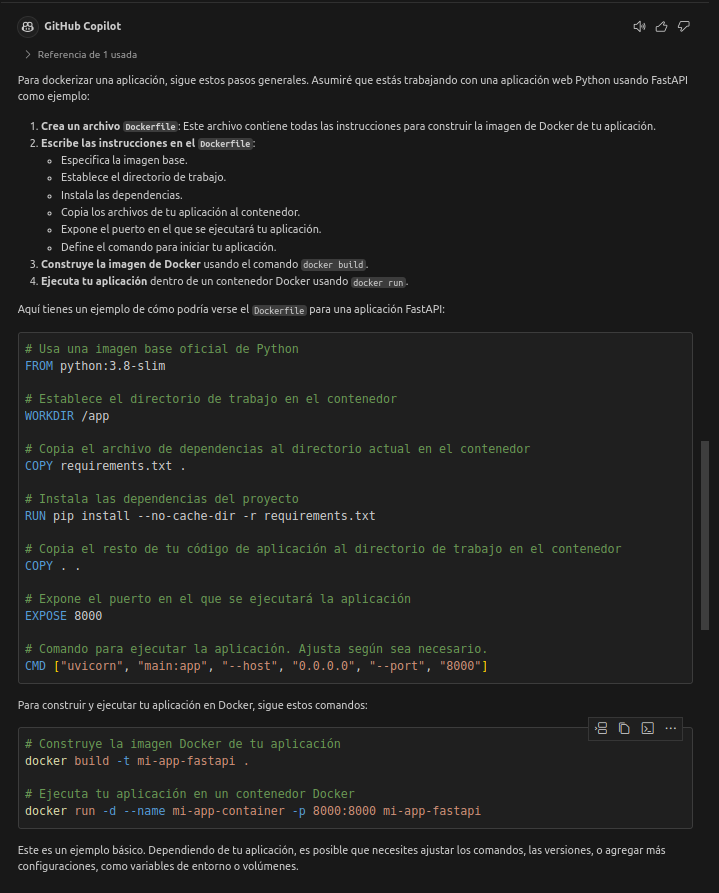 GitHub Copilot
Referencia de 1 usada
Para dockerizar una aplicación, sigue estos pasos generales. Asumiré que estás trabajando con una aplicación web Python usando FastAPI
como ejemplo:
1. Crea un archivo Dockerfile: Este archivo contiene todas las instrucciones para construir la imagen de Docker de tu aplicación.
2. Escribe las instrucciones en el Dockerfile:
Especifica la imagen base.
Establece el directorio de trabajo.
Instala las dependencias.
Copia los archivos de tu aplicación al contenedor.
Expone el puerto en el que se ejecutará tu aplicación.
Define el comando para iniciar tu aplicación.
3. Construye la imagen de Docker usando el comando docker build.
4. Ejecuta tu aplicación dentro de un contenedor Docker usando docker run.
Aquí tienes un ejemplo de cómo podría verse el Dockerfile para una aplicación FastAPI:
# Usa una imagen base oficial de Python
FROM python:3.8-slim
# Establece el directorio de trabajo en el contenedor
WORKDIR /app
# Copia el archivo de dependencias al directorio actual en el contenedor
COPY requirements.txt .
# Instala las dependencias del proyecto
RUN pip install --no-cache-dir -r requirements.txt
# Copia el resto de tu código de aplicación al directorio de trabajo en el contenedor
COPY . .
# Expone el puerto en el que se ejecutará la aplicación
EXPOSE 8000
# Comando para ejecutar la aplicación. Ajusta según sea necesario.
CMD ["uvicorn", "main:app", "--host", "0.0.0.0", "--port", "8000"]
Para construir y ejecutar tu aplicación en Docker, sigue estos comandos:
# Construye la imagen Docker de tu aplicación
docker build -t mi-app-fastapi .
# Ejecuta tu aplicación en un contenedor Docker
docker run -d --name mi-app-container -p 8000:8000 mi-app-fastapi
Este es un ejemplo básico. Dependiendo de tu aplicación, es posible que necesites ajustar los comandos, las versiones, o agregar más
configuraciones, como variables de entorno o volúmenes.